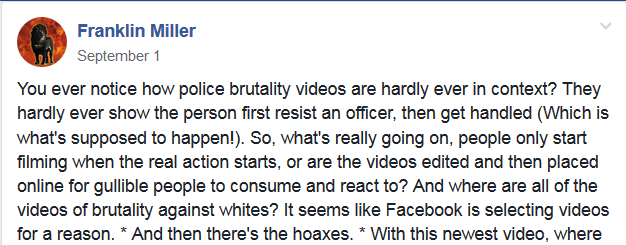 Franklin Miller
September 1
You ever notice how police brutality videos are hardly ever in context? They
hardly ever show the person first resist an officer, then get handled (Which is
what's supposed to happen!). So, what's really going on, people only start
filming when the real action starts, or are the videos edited and then placed
online for gullible people to consume and react to? And where are all of the
videos of brutality against whites? It seems like Facebook is selecting videos
for a reason. * And then there's the hoaxes. * With this newest video, where